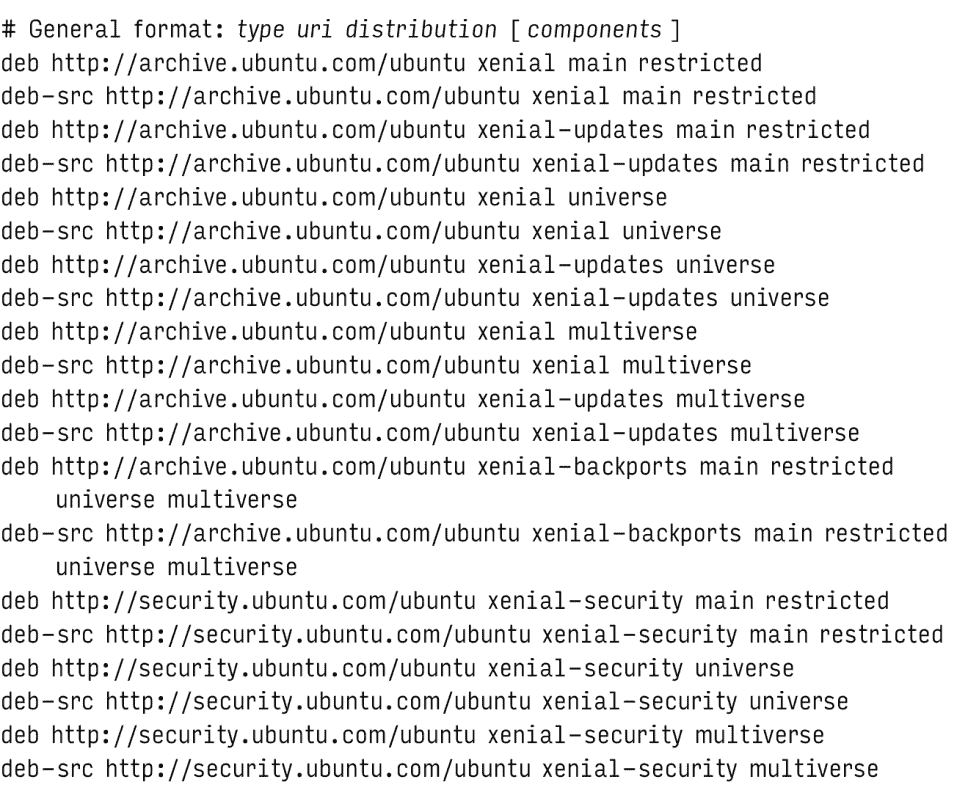 # General format: type uri distribution [ components ]
deb http://archive.ubuntu.com/ubuntu xenial main restricted
deb-src http://archive.ubuntu.com/ubuntu xenial main restricted
deb http://archive.ubuntu.com/ubuntu xenial-updates main restricted
deb-src http://archive.ubuntu.com/ubuntu xenial-updates main restricted
deb http://archive.ubuntu.com/ubuntu xenial universe
deb-src http://archive.ubuntu.com/ubuntu xenial universe
deb http://archive.ubuntu.com/ubuntu xenial-updates universe
deb-src http://archive.ubuntu.com/ubuntu xenial-updates universe
deb http://archive.ubuntu.com/ubuntu xenial multiverse
deb-src http://archive.ubuntu.com/ubuntu xenial multiverse
deb http://archive.ubuntu.com/ubuntu xenial-updates multiverse
deb-src http://archive.ubuntu.com/ubuntu xenial-updates multiverse
deb http://archive.ubuntu.com/ubuntu xenial-backports main restricted
universe multiverse
deb-src http://archive.ubuntu.com/ubuntu xenial-backports main restricted
universe multiverse
deb http://security.ubuntu.com/ubuntu xenial-security main restricted
deb-src http://security.ubuntu.com/ubuntu xenial-security main restricted
deb http://security.ubuntu.com/ubuntu xenial-security universe
deb-src http://security.ubuntu.com/ubuntu xenial-security universe
deb http://security.ubuntu.com/ubuntu xenial-security multiverse
deb-src http://security.ubuntu.com/ubuntu xenial-security multiverse